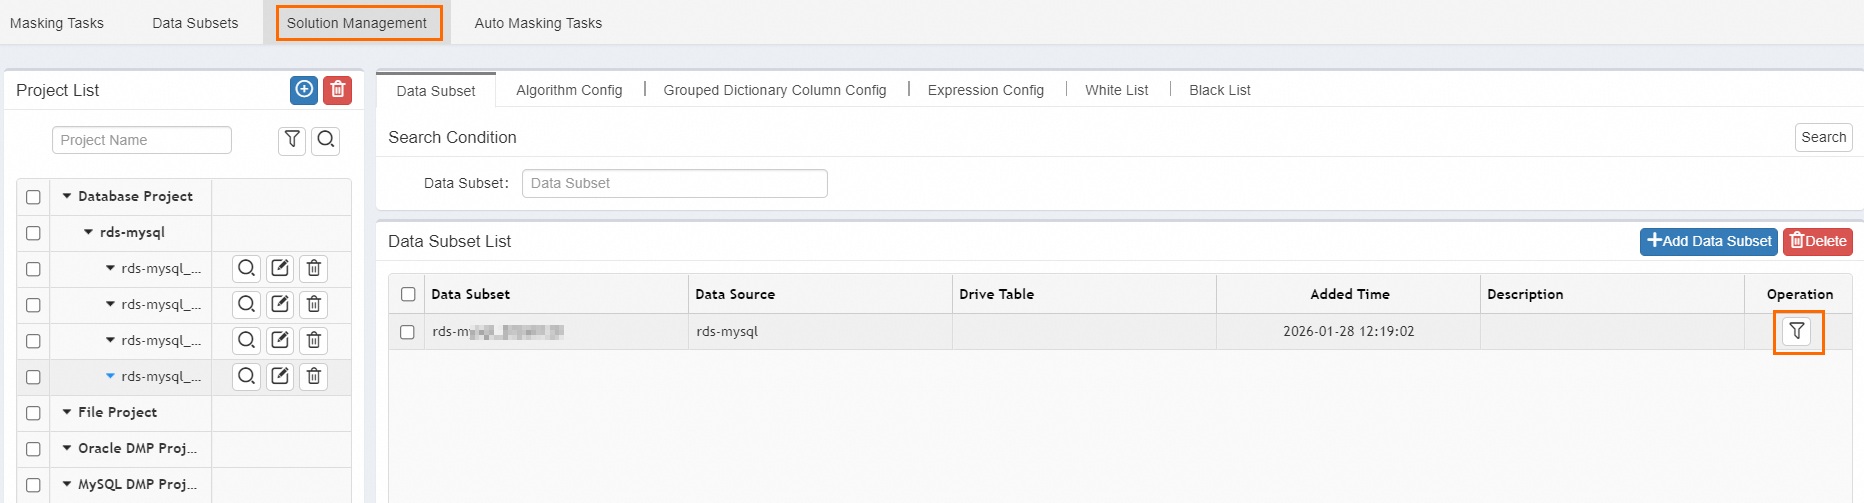 Masking Tasks Data Subsets Solution Management Auto Masking Tasks
Project List
Project Name
Database Project
rds-mysql
rds-mysql_...
rds-mysql_...
rds-mysql_...
rds-mysql_...
File Project
Oracle DMP Proj...
MySQL DMP Proj...
Data Subset Algorithm Config Grouped Dictionary Column Config Expression Config White List Black List
Search Condition Search
Data Subset: Data Subset
Data Subset List Add Data Subset Delete
Data Subset Data Source Drive Table Added Time Description Operation
rds-mysql 2026-01-28 12:19:02